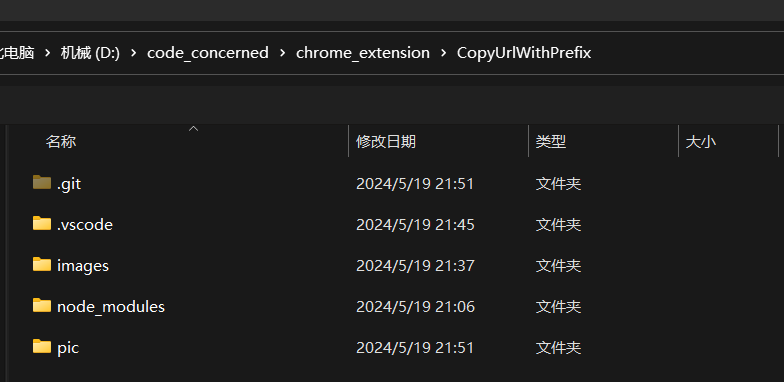 电脑 › 机械 (D:) › code_concerned › chrome_extension › CopyUrlWithPrefix
名称 修改日期 类型 大小
.git 2024/5/19 21:51 文件夹
.vscode 2024/5/19 21:45 文件夹
images 2024/5/19 21:37 文件夹
node_modules 2024/5/19 21:06 文件夹
pic 2024/5/19 21:51 文件夹